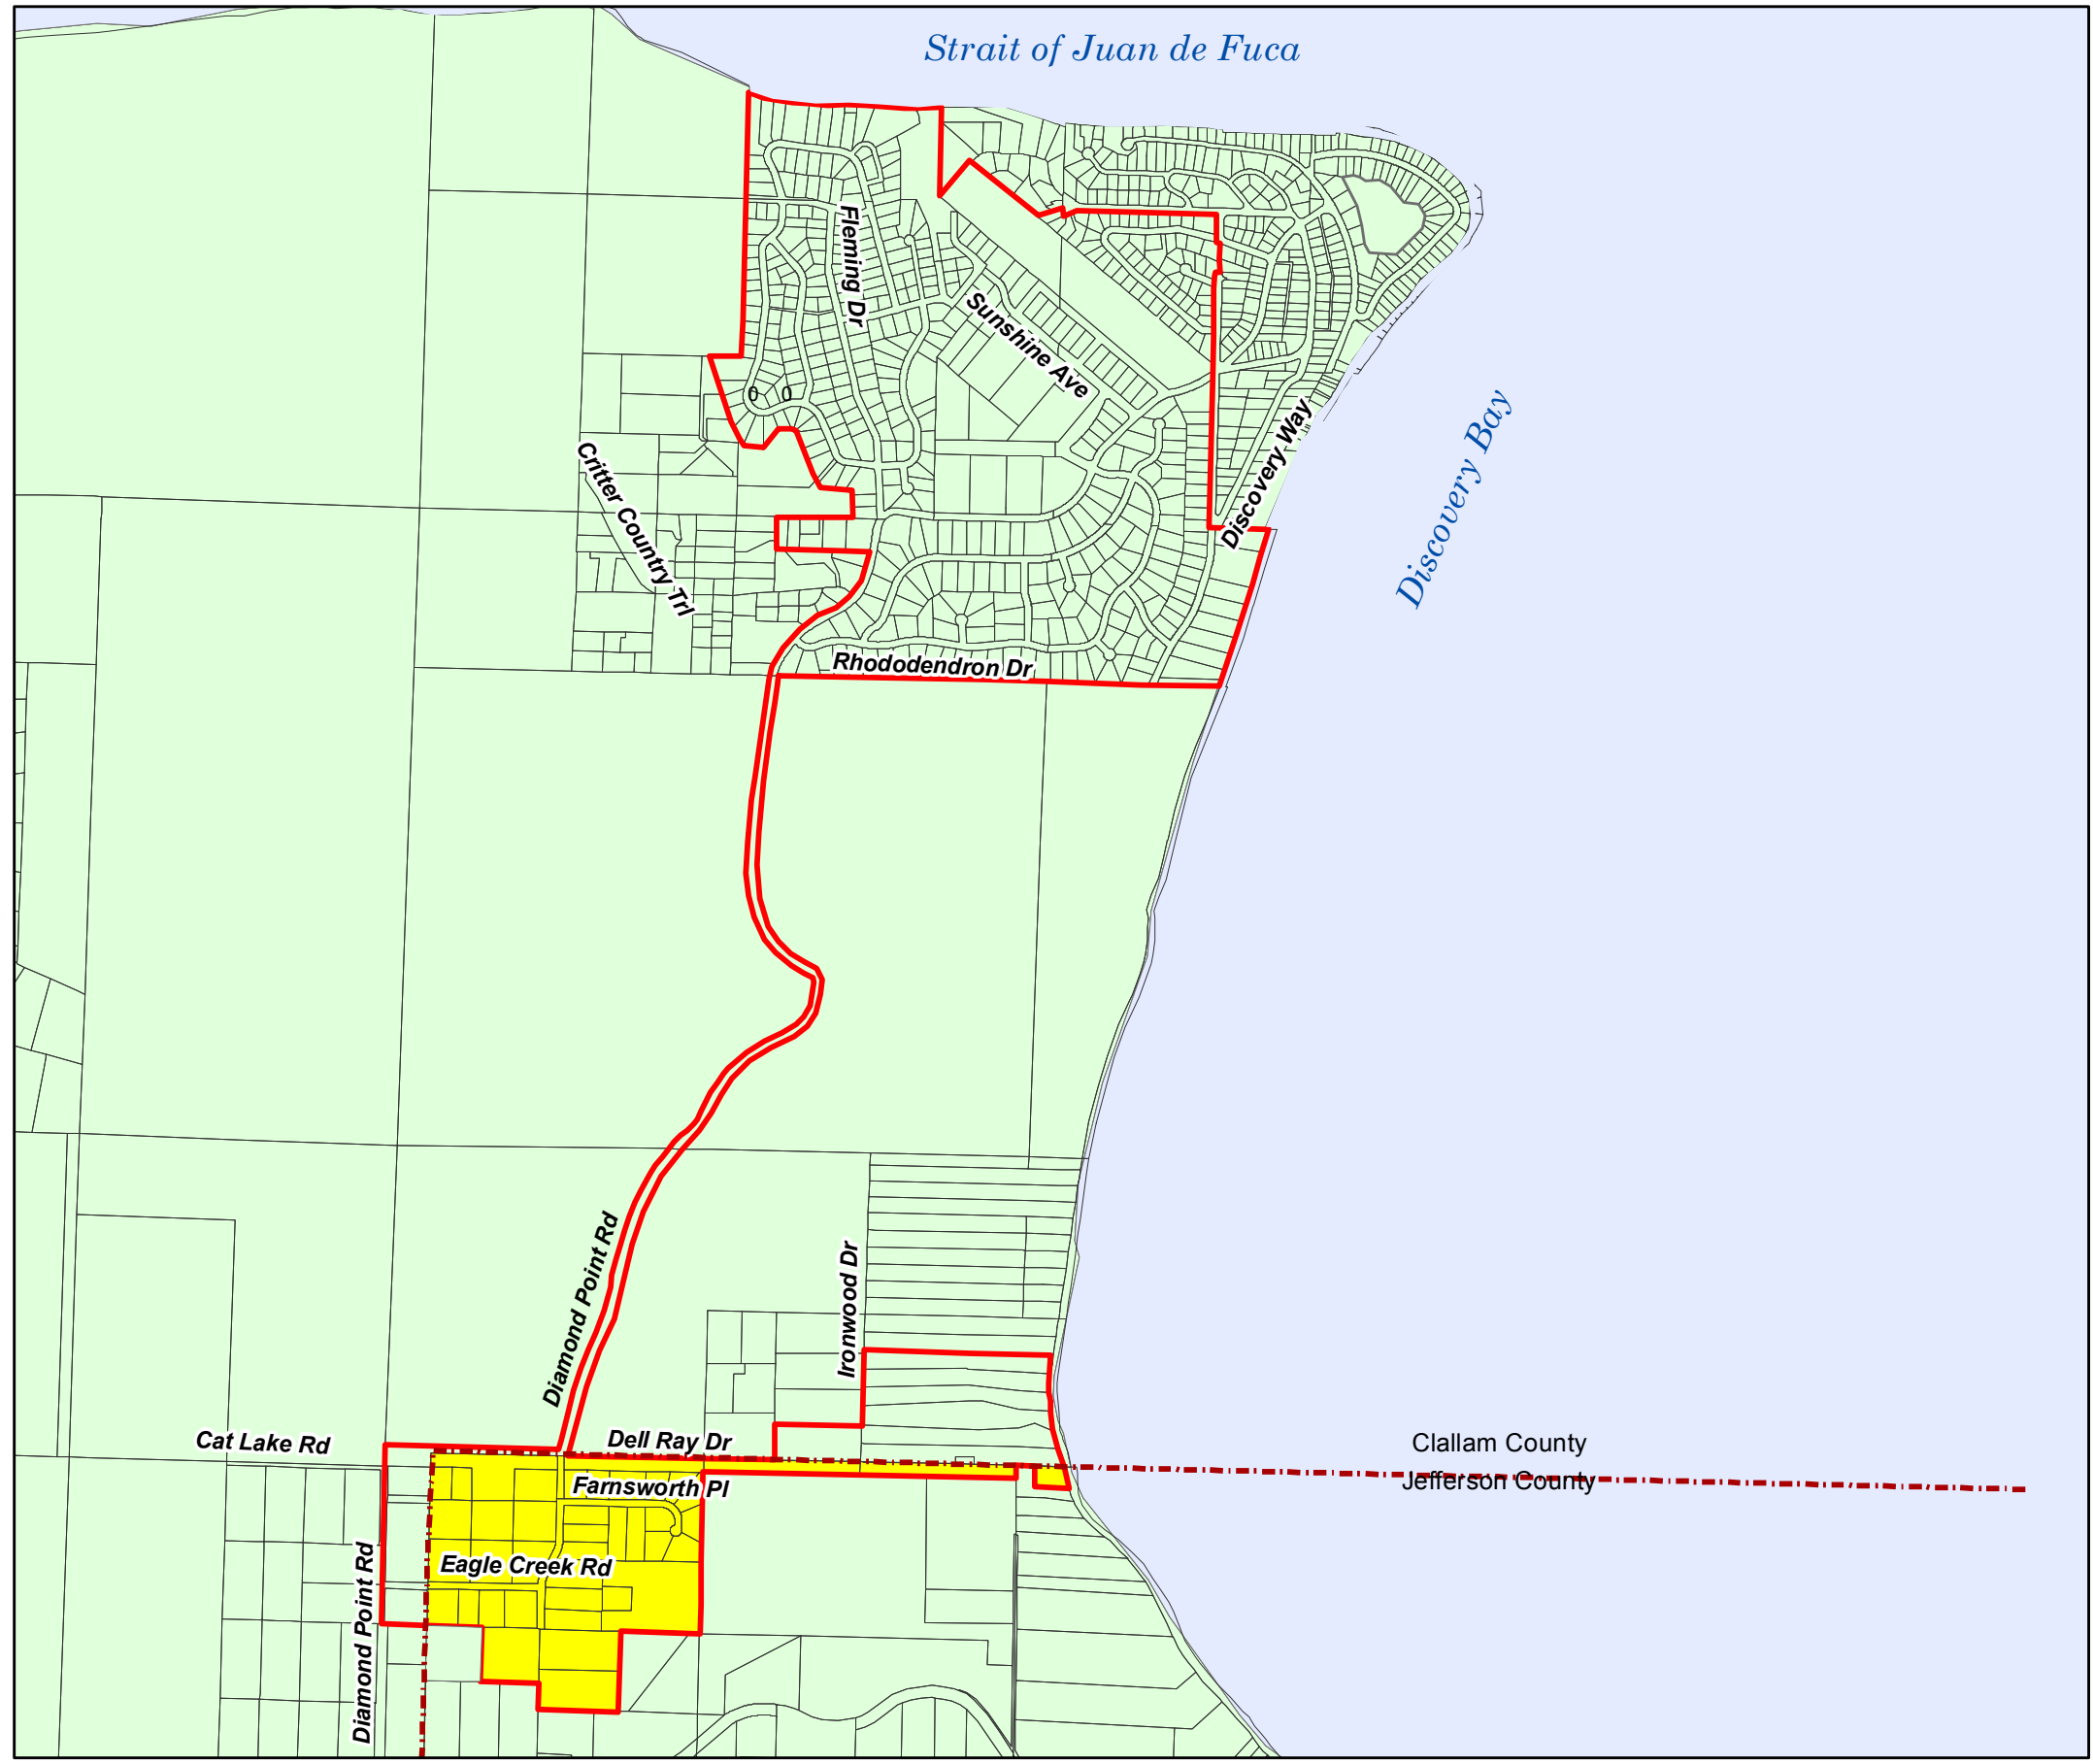 Strait of Juan de Fuca
Fleming Dr
Sunshine Ave
0 0
Discovery Way
Discovery Bay
Critter Country Trl
Rhododendron Dr
Diamond Point Rd
Ironwood Dr
Cat Lake Rd
Dell Ray Dr
Clallam County
Jefferson County
Farnsworth Pl
Eagle Creek Rd
Diamond Point Rd